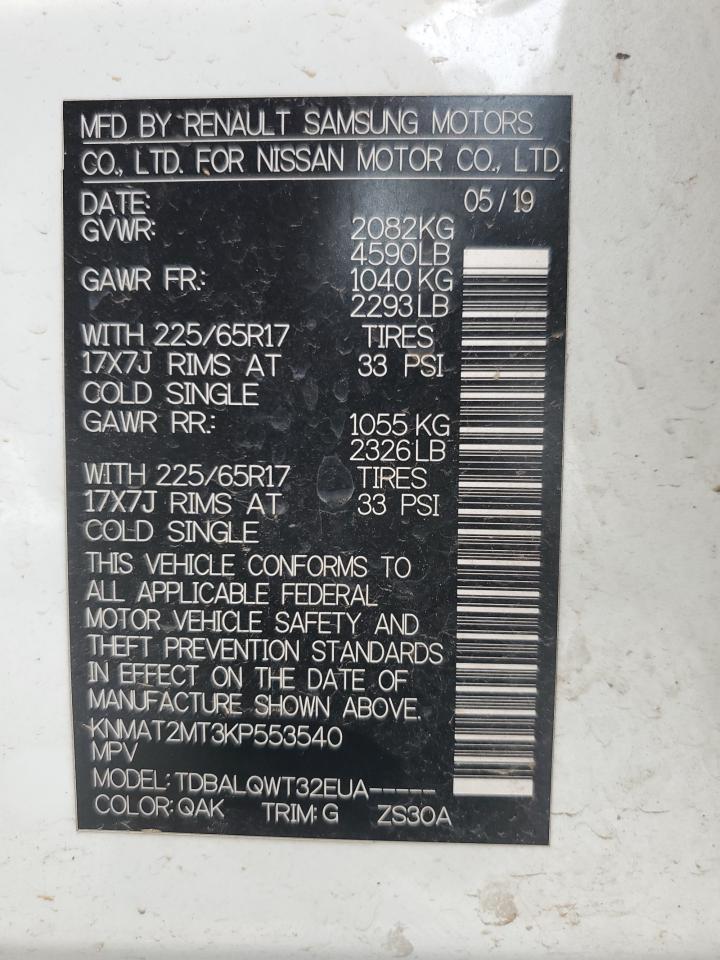 MFD BY RENAULT SAMSUNG MOTORS
CO., LTD. FOR NISSAN MOTOR CO., LTD.
DATE: 05/19
GVWR: 2082KG
4590LB
GAWR FR.: 1040 KG
2293LB
WITH 225/65R17 TIRES
17X7J RIMS AT 33 PSI
COLD SINGLE
GAWR RR.: 1055 KG
2326LB
WITH 225/65R17 TIRES
17X7J RIMS AT 33 PSI
COLD SINGLE
THIS VEHICLE CONFORMS TO
ALL APPLICABLE FEDERAL
MOTOR VEHICLE SAFETY AND
THEFT PREVENTION STANDARDS
IN EFFECT ON THE DATE OF
MANUFACTURE SHOWN ABOVE.
KNMAT2MT3KP553540
MPV
MODEL: TDBALQWT32EUA-----
COLOR: QAK TRIM: G ZS30A